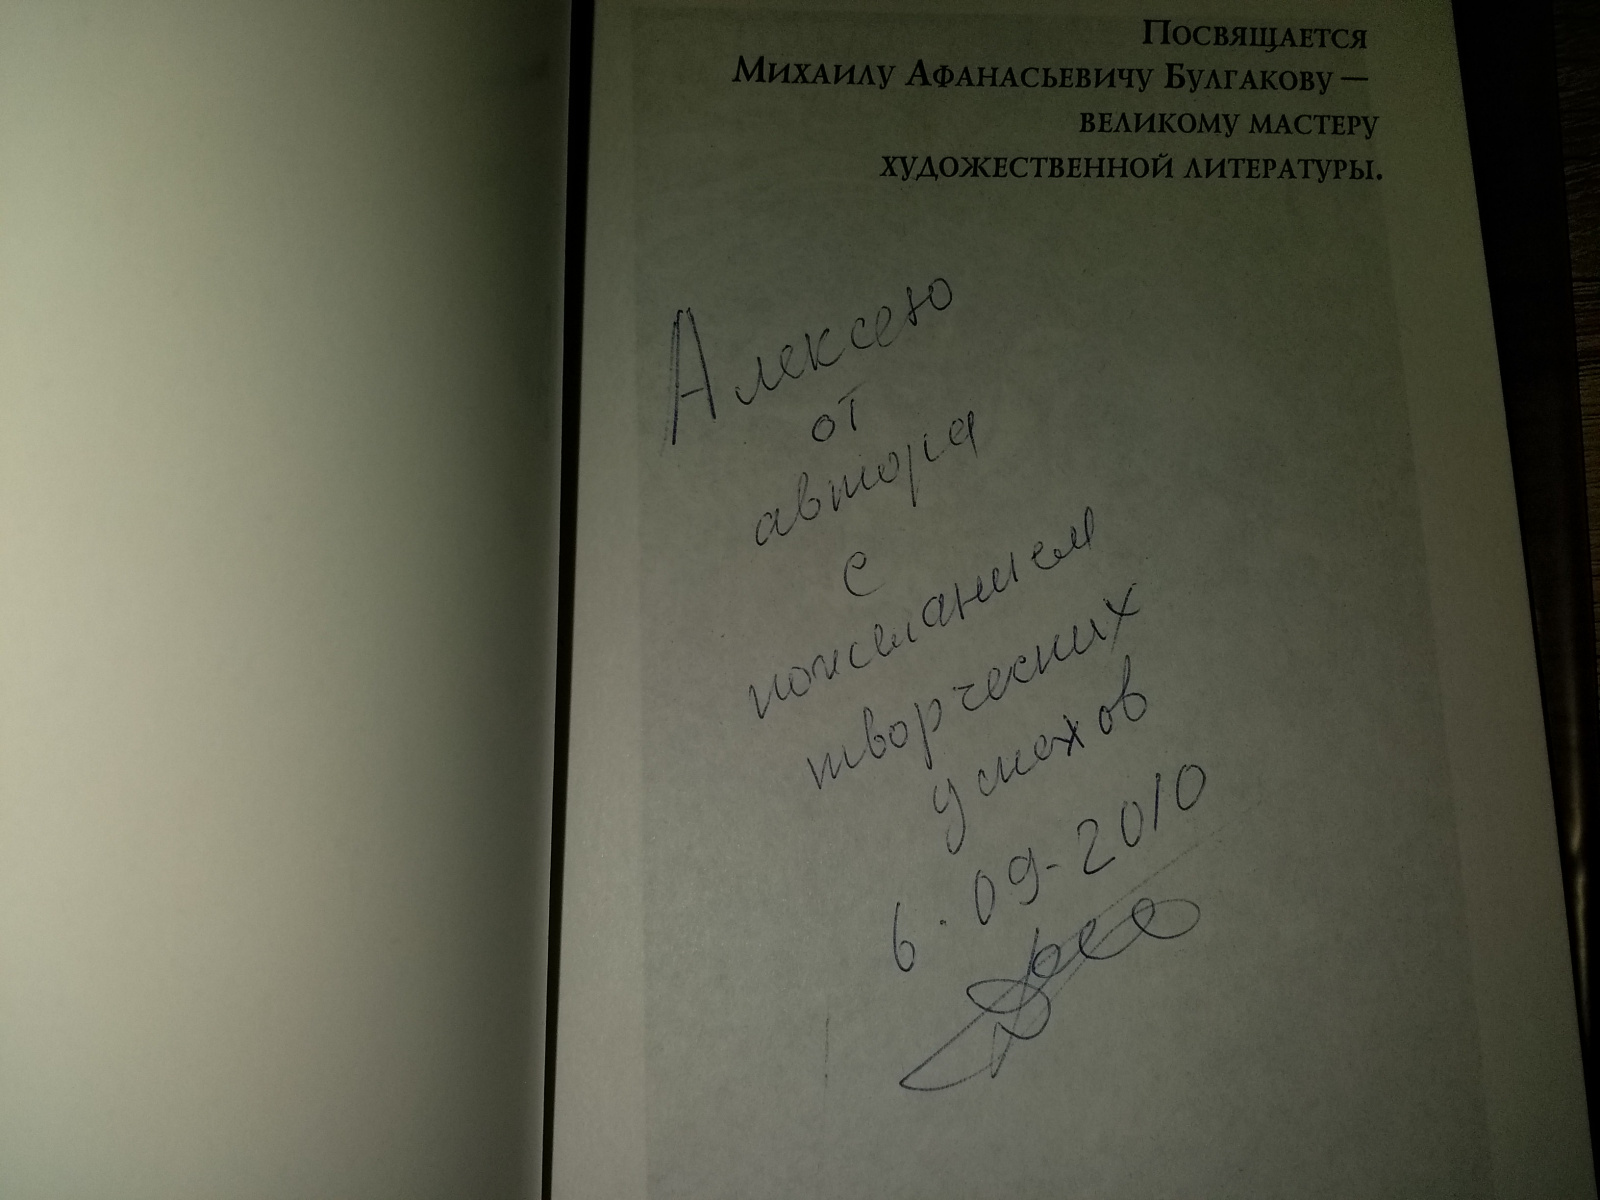 Посвящается
Михаилу Афанасьевичу Булгакову —
великому мастеру
художественной литературы.
Алексею
от
автора
с
пожеланием
творческих
успехов
6.09-2010